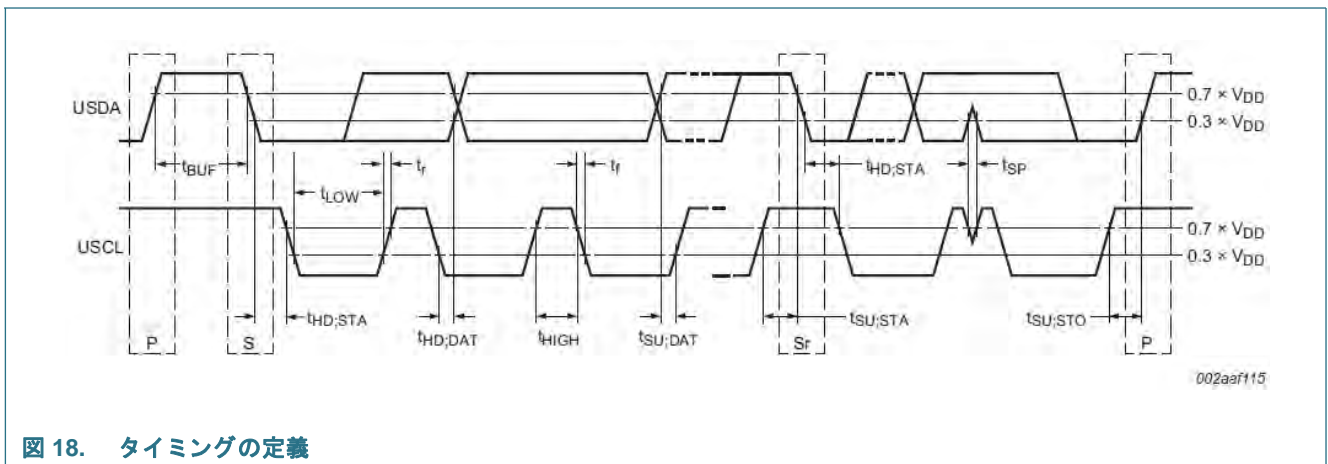 USDA
0.7 × VDD
0.3 × VDD
tBUF
tLOW
tr
tf
tHD;STA
tSP
USCL
0.7 × VDD
0.3 × VDD
tHD;STA
tHD;DAT
tHIGH
tSU;DAT
tSU;STA
tSU;STO
P
S
Sr
P
002aaf115
図 18. タイミングの定義